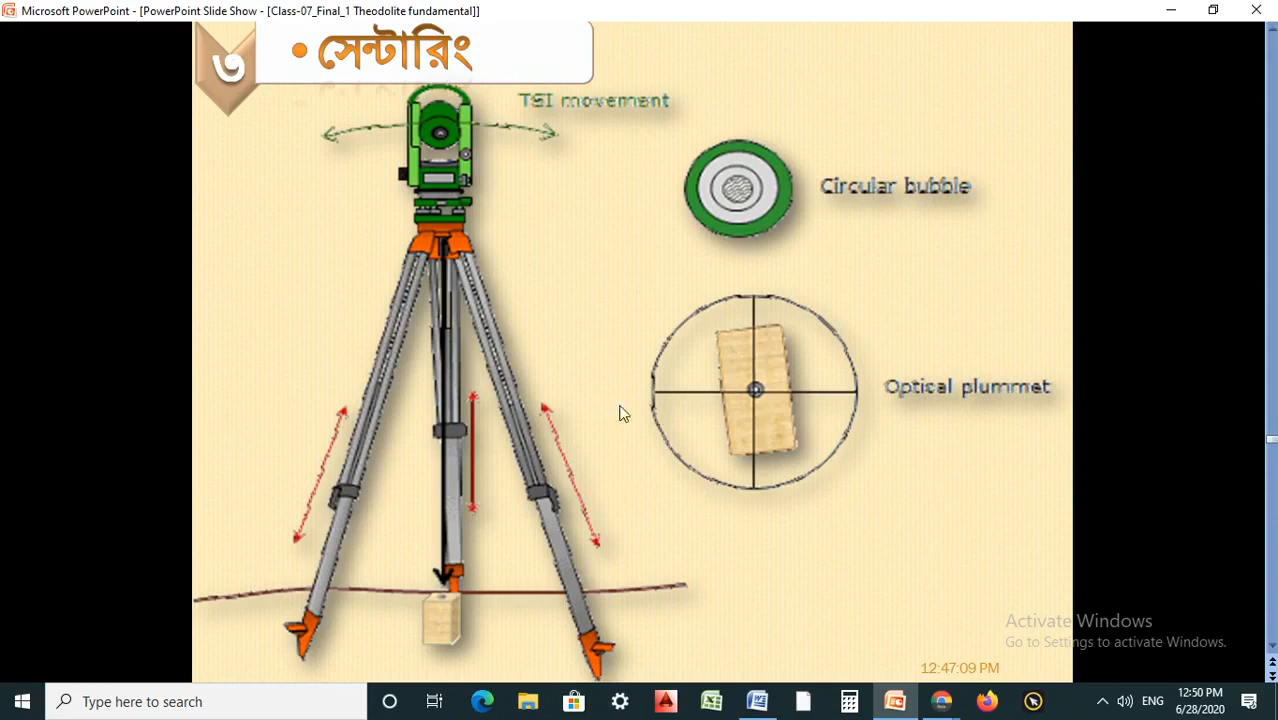 Microsoft PowerPoint - [PowerPoint Slide Show - [Class-07_Final_1 Theodolite fundamental]]
৩
• সেন্টারিং
TSI movement
Circular bubble
Optical plummet
Activate Windows
Go to Settings to activate Windows.
12:47:09 PM
Type here to search
ENG
12:50 PM
6/28/2020